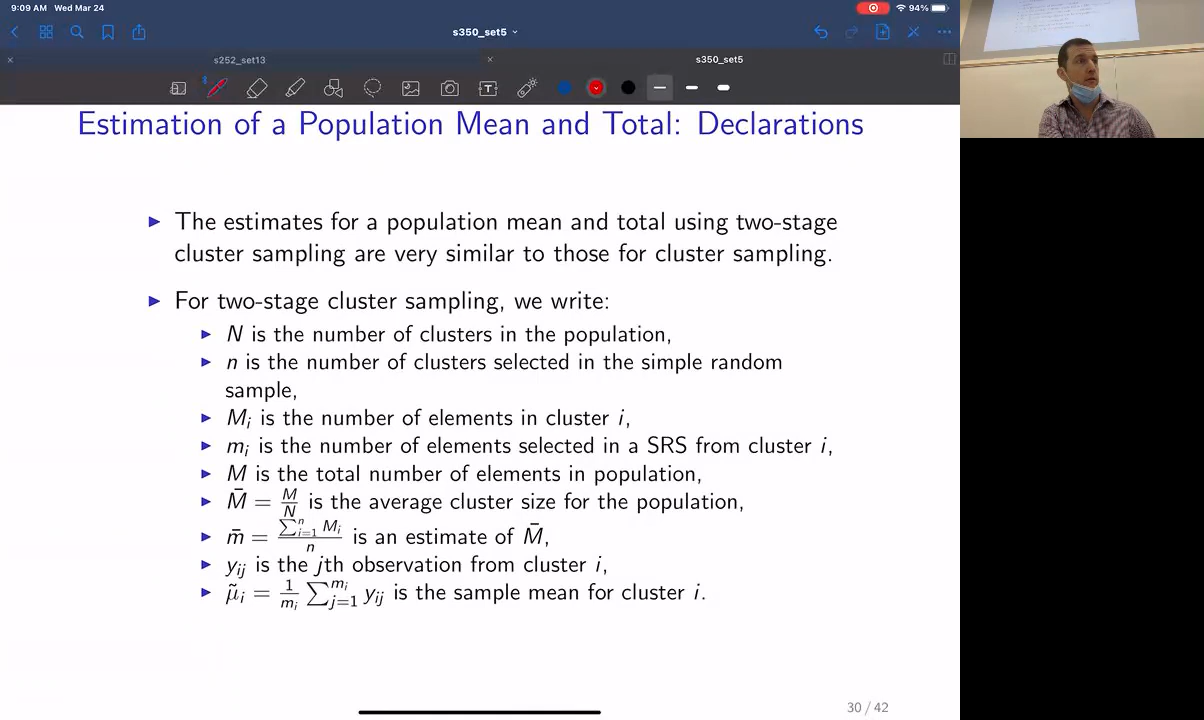 9:09 AM Wed Mar 24
94%
s350_set5
s252_set13
s350_set5
Estimation of a Population Mean and Total: Declarations
▶ The estimates for a population mean and total using two-stage
cluster sampling are very similar to those for cluster sampling.
▶ For two-stage cluster sampling, we write:
▶ N is the number of clusters in the population,
▶ n is the number of clusters selected in the simple random
sample,
▶ M_i is the number of elements in cluster i,
▶ m_i is the number of elements selected in a SRS from cluster i,
▶ M is the total number of elements in population,
▶ M̄ = M/N is the average cluster size for the population,
▶ m̄ = ∑_{i=1}^{n} M_i / n is an estimate of M̄,
▶ y_{ij} is the jth observation from cluster i,
▶ μ̃_i = 1/m_i ∑_{j=1}^{m_i} y_{ij} is the sample mean for cluster i.
30 / 42